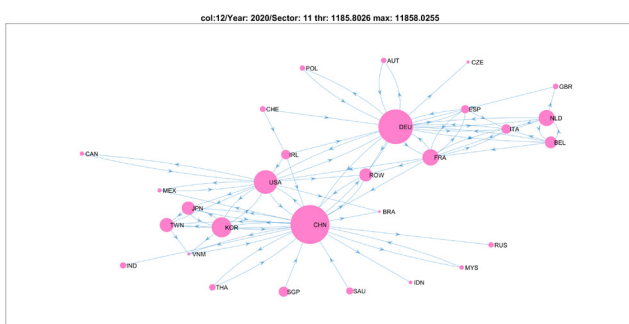 col:12/Year: 2020/Sector: 11 thr: 1185.8026 max: 11858.0255
AUT
CZE
POL
GBR
CHE
ESP
NLD
DEU
ITA
BEL
CAN
IRL
FRA
USA
ROW
MEX
JPN
BRA
TWN
KOR
CHN
RUS
VNM
IND
MYS
THA
SGP
SAU
IDN